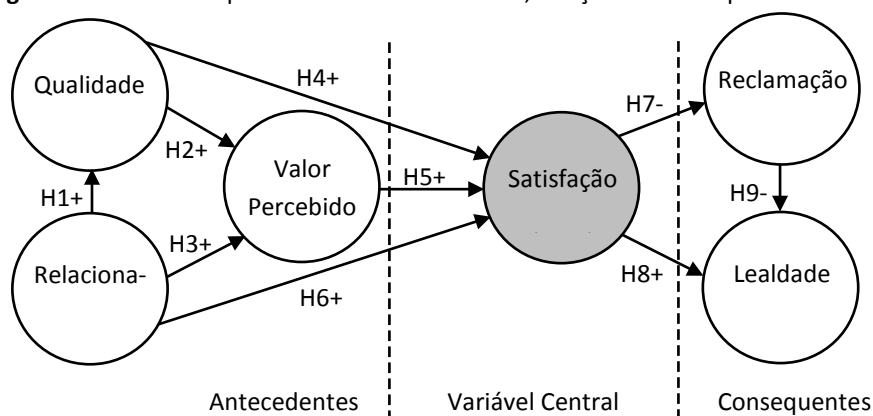 Qualidade
H4+
Reclamação
H7-
H2+
Valor
Percebido
H5+
Satisfação
H1+
H9-
H3+
Relaciona-
H6+
H8+
Lealdade
Antecedentes
Variável Central
Consequentes